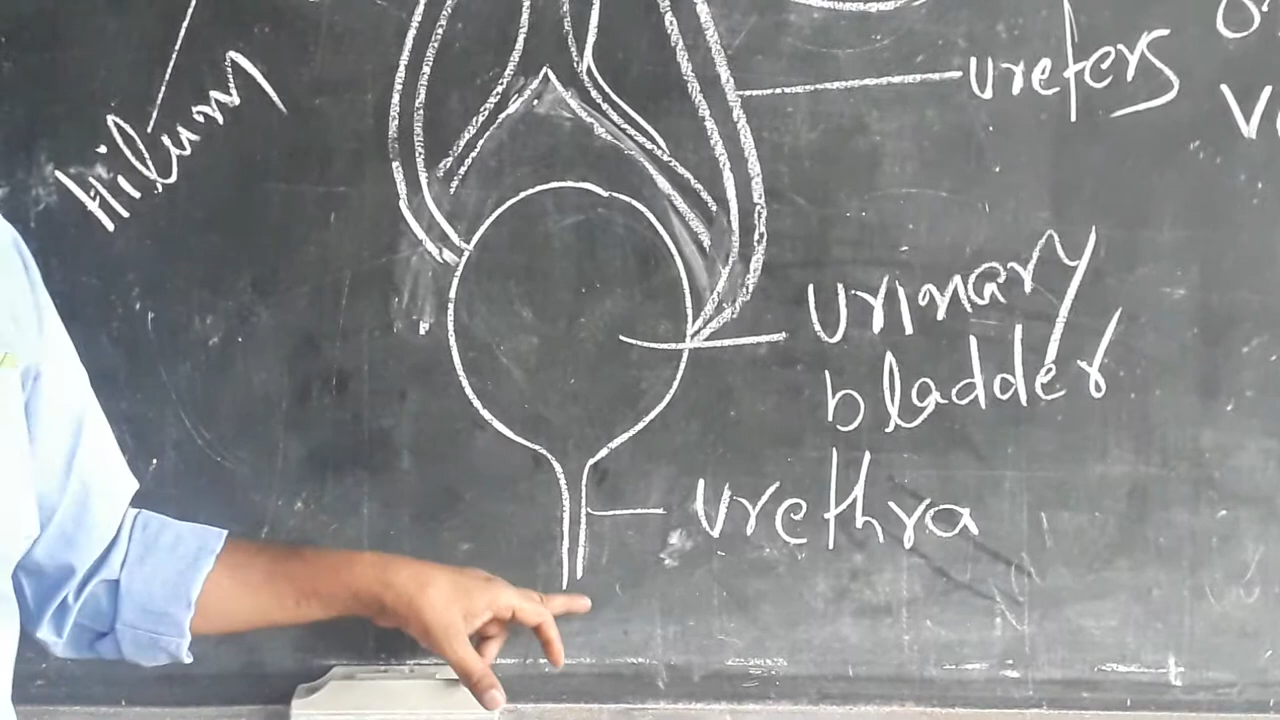 ureters
Hilum
urinary
bladder
urethra